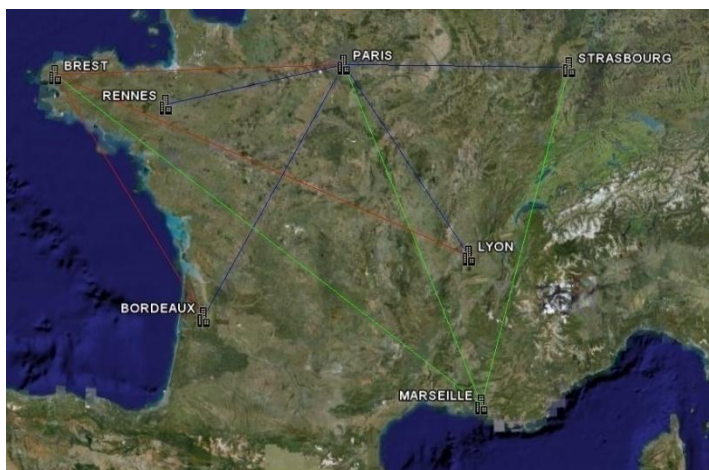 PARIS
BREST
STRASBOURG
RENNES
LYON
BORDEAUX
MARSEILLE